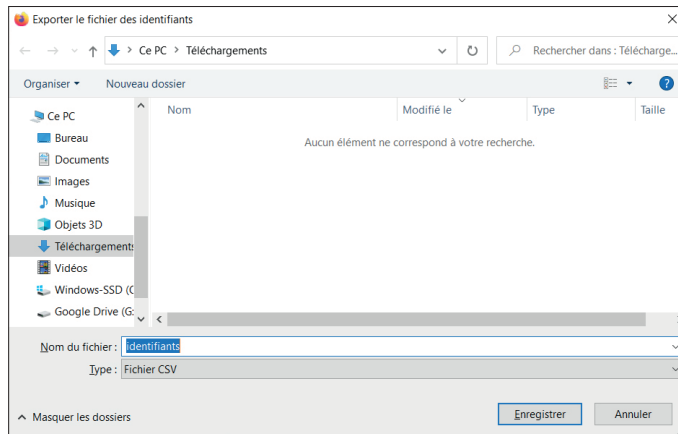 Exporter le fichier des identifiants
Ce PC > Téléchargements
Rechercher dans : Télécharge...
Organiser
Nouveau dossier
Nom
Modifié le
Type
Taille
Aucun élément ne correspond à votre recherche.
Ce PC
Bureau
Documents
Images
Musique
Objets 3D
Téléchargements
Vidéos
Windows-SSD (C
Google Drive (G:
Nom du fichier : identifiants
Type : Fichier CSV
Masquer les dossiers
Enregistrer
Annuler